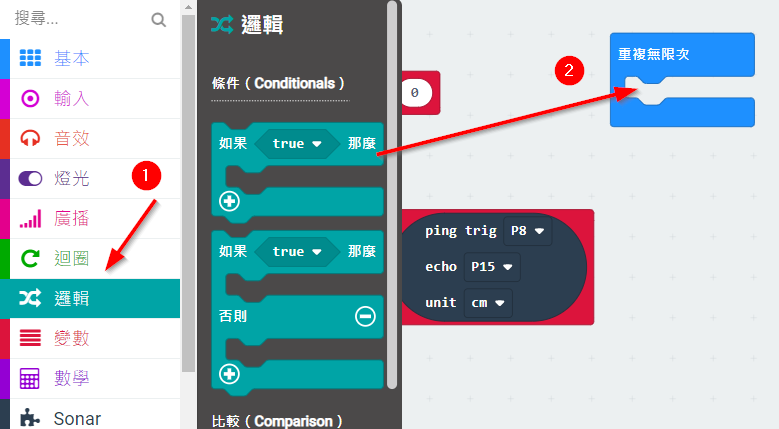 搜尋...
基本
輸入
音效
燈光
廣播
迴圈
邏輯
變數
數學
Sonar
1
邏輯
條件 ( Conditionals )
如果 true 那麼
如果 true 那麼
否則
比較 ( Comparison )
0
2
重複無限次
ping trig P8
echo P15
unit cm